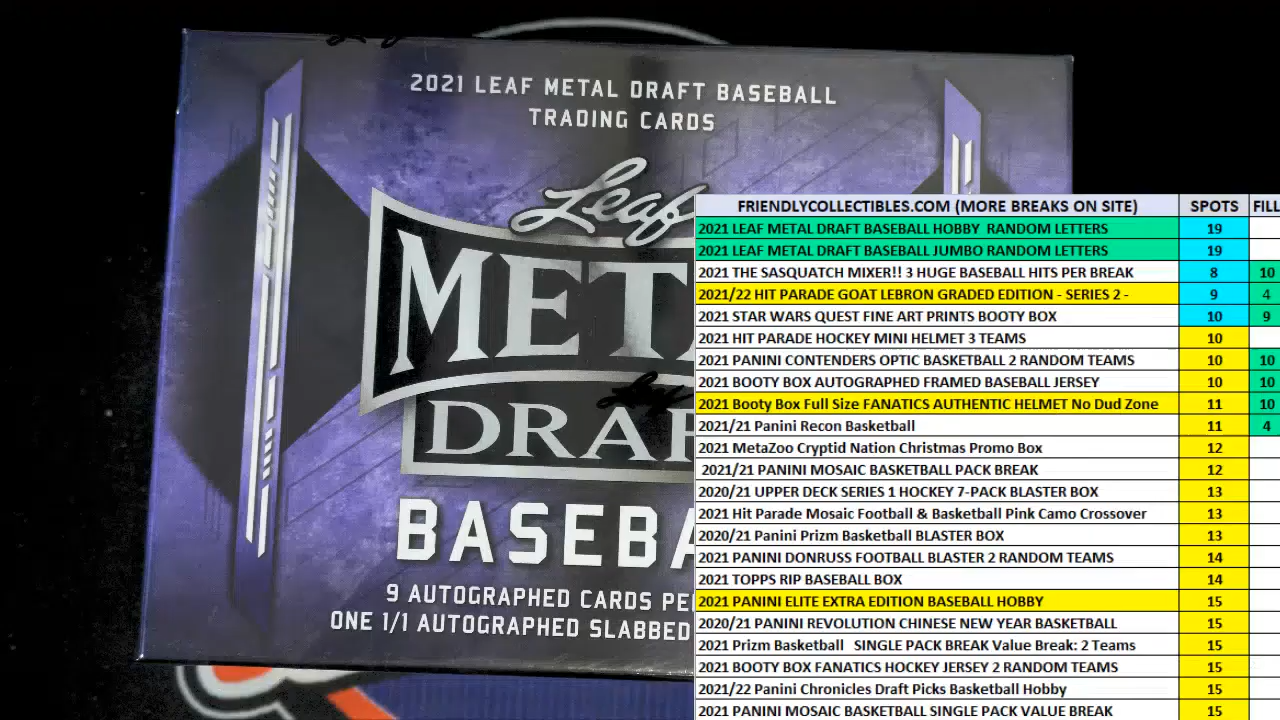 2021 LEAF METAL DRAFT BASEBALL
TRADING CARDS
Leaf
META
DRAF
BASEBA
9 AUTOGRAPHED CARDS PE
ONE 1/1 AUTOGRAPHED SLABBED
FRIENDLYCOLLECTIBLES.COM (MORE BREAKS ON SITE) SPOTS FILL
2021 LEAF METAL DRAFT BASEBALL HOBBY RANDOM LETTERS 19
2021 LEAF METAL DRAFT BASEBALL JUMBO RANDOM LETTERS 19
2021 THE SASQUATCH MIXER!! 3 HUGE BASEBALL HITS PER BREAK 8 10
2021/22 HIT PARADE GOAT LEBRON GRADED EDITION - SERIES 2 - 9 4
2021 STAR WARS QUEST FINE ART PRINTS BOOTY BOX 10 9
2021 HIT PARADE HOCKEY MINI HELMET 3 TEAMS 10
2021 PANINI CONTENDERS OPTIC BASKETBALL 2 RANDOM TEAMS 10 10
2021 BOOTY BOX AUTOGRAPHED FRAMED BASEBALL JERSEY 10 10
2021 Booty Box Full Size FANATICS AUTHENTIC HELMET No Dud Zone 11 10
2021/21 Panini Recon Basketball 11 4
2021 MetaZoo Cryptid Nation Christmas Promo Box 12
2021/21 PANINI MOSAIC BASKETBALL PACK BREAK 12
2020/21 UPPER DECK SERIES 1 HOCKEY 7-PACK BLASTER BOX 13
2021 Hit Parade Mosaic Football & Basketball Pink Camo Crossover 13
2020/21 Panini Prizm Basketball BLASTER BOX 13
2021 PANINI DONRUSS FOOTBALL BLASTER 2 RANDOM TEAMS 14
2021 TOPPS RIP BASEBALL BOX 14
2021 PANINI ELITE EXTRA EDITION BASEBALL HOBBY 15
2020/21 PANINI REVOLUTION CHINESE NEW YEAR BASKETBALL 15
2021 Prizm Basketball SINGLE PACK BREAK Value Break: 2 Teams 15
2021 BOOTY BOX FANATICS HOCKEY JERSEY 2 RANDOM TEAMS 15
2021/22 Panini Chronicles Draft Picks Basketball Hobby 15
2021 PANINI MOSAIC BASKETBALL SINGLE PACK VALUE BREAK 15